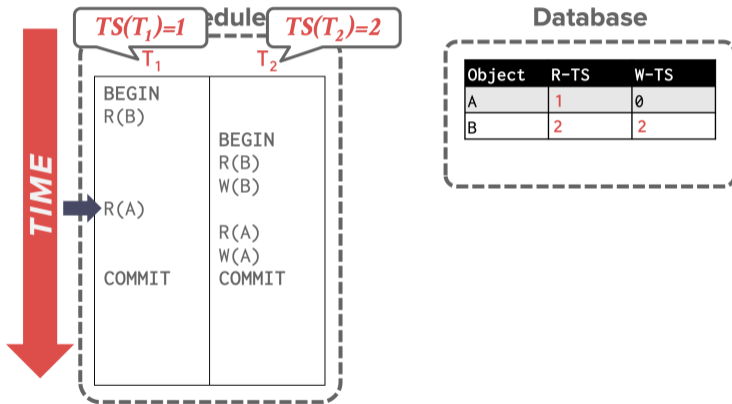 edule
Database
TS(T1)=1
TS(T2)=2
T1
T2
TIME
BEGIN
R(B)
BEGIN
R(B)
W(B)
R(A)
R(A)
W(A)
COMMIT COMMIT
Object R-TS W-TS
A 1 0
B 2 2